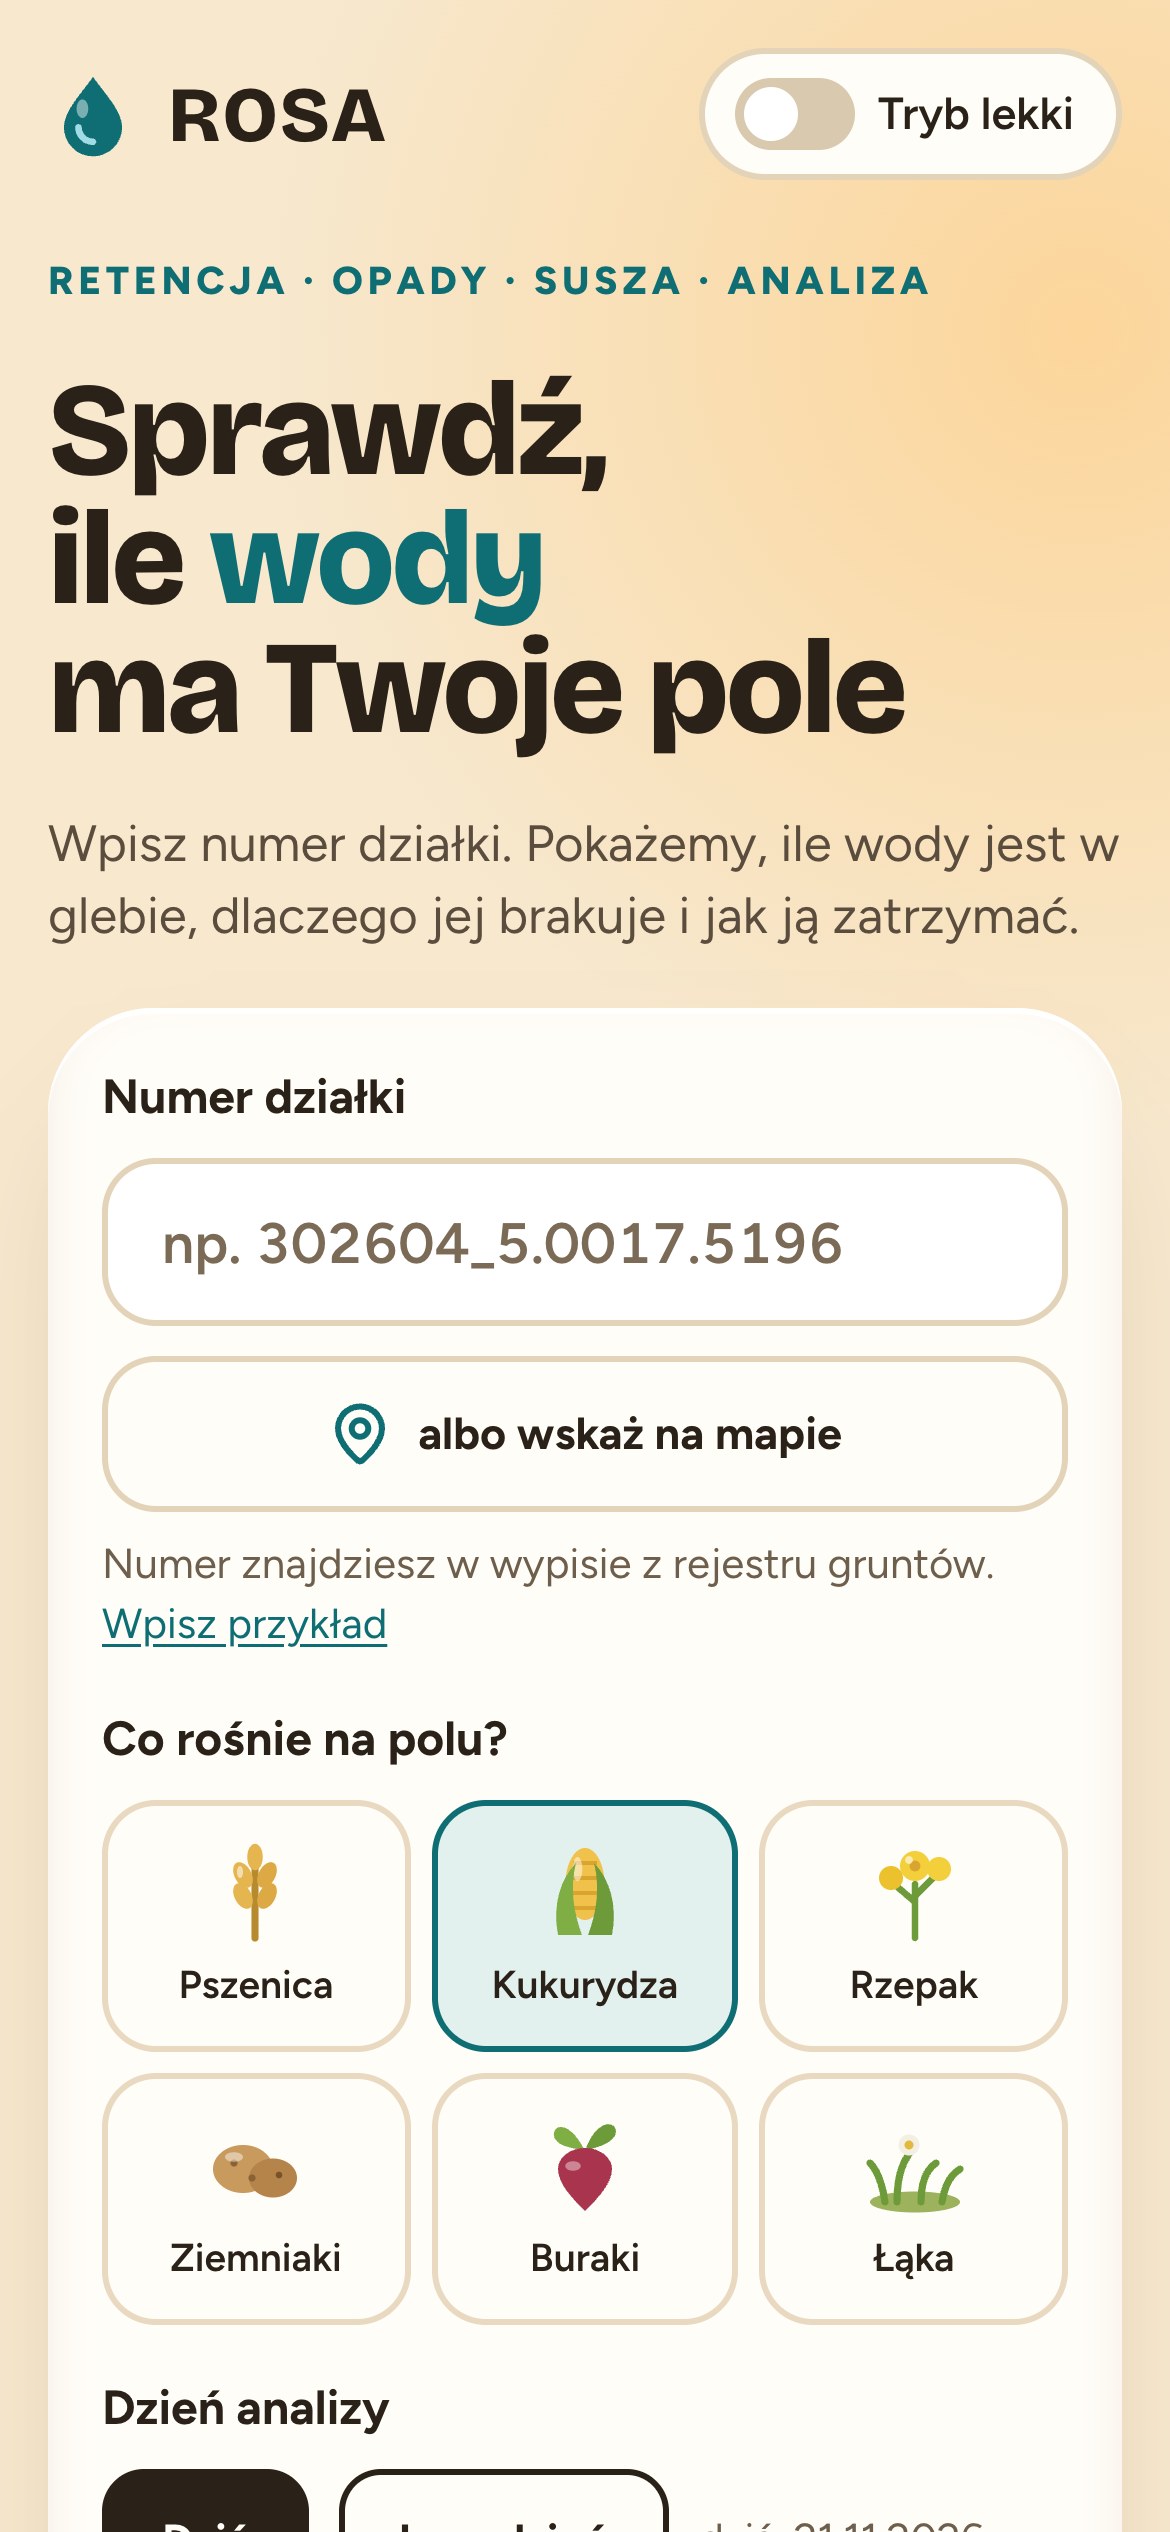 ROSA
Tryb lekki
RETENCJA · OPADY · SUSZA · ANALIZA
Sprawdź,
ile wody
ma Twoje pole
Wpisz numer działki. Pokażemy, ile wody jest w
glebie, dlaczego jej brakuje i jak ją zatrzymać.
Numer działki
np. 302604_5.0017.5196
albo wskaż na mapie
Numer znajdziesz w wypisie z rejestru gruntów.
Wpisz przykład
Co rośnie na polu?
Pszenica
Kukurydza
Rzepak
Ziemniaki
Buraki
Łąka
Dzień analizy